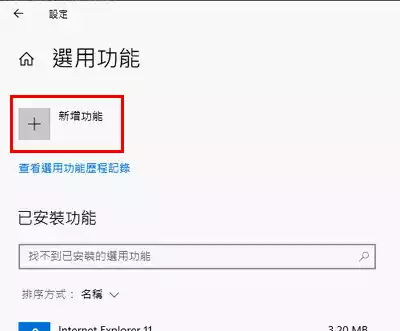 設定
選用功能
新增功能
查看選用功能歷程記錄
已安裝功能
找不到已安裝的選用功能
排序方式： 名稱
Internet Explorer 11 3.20 MB